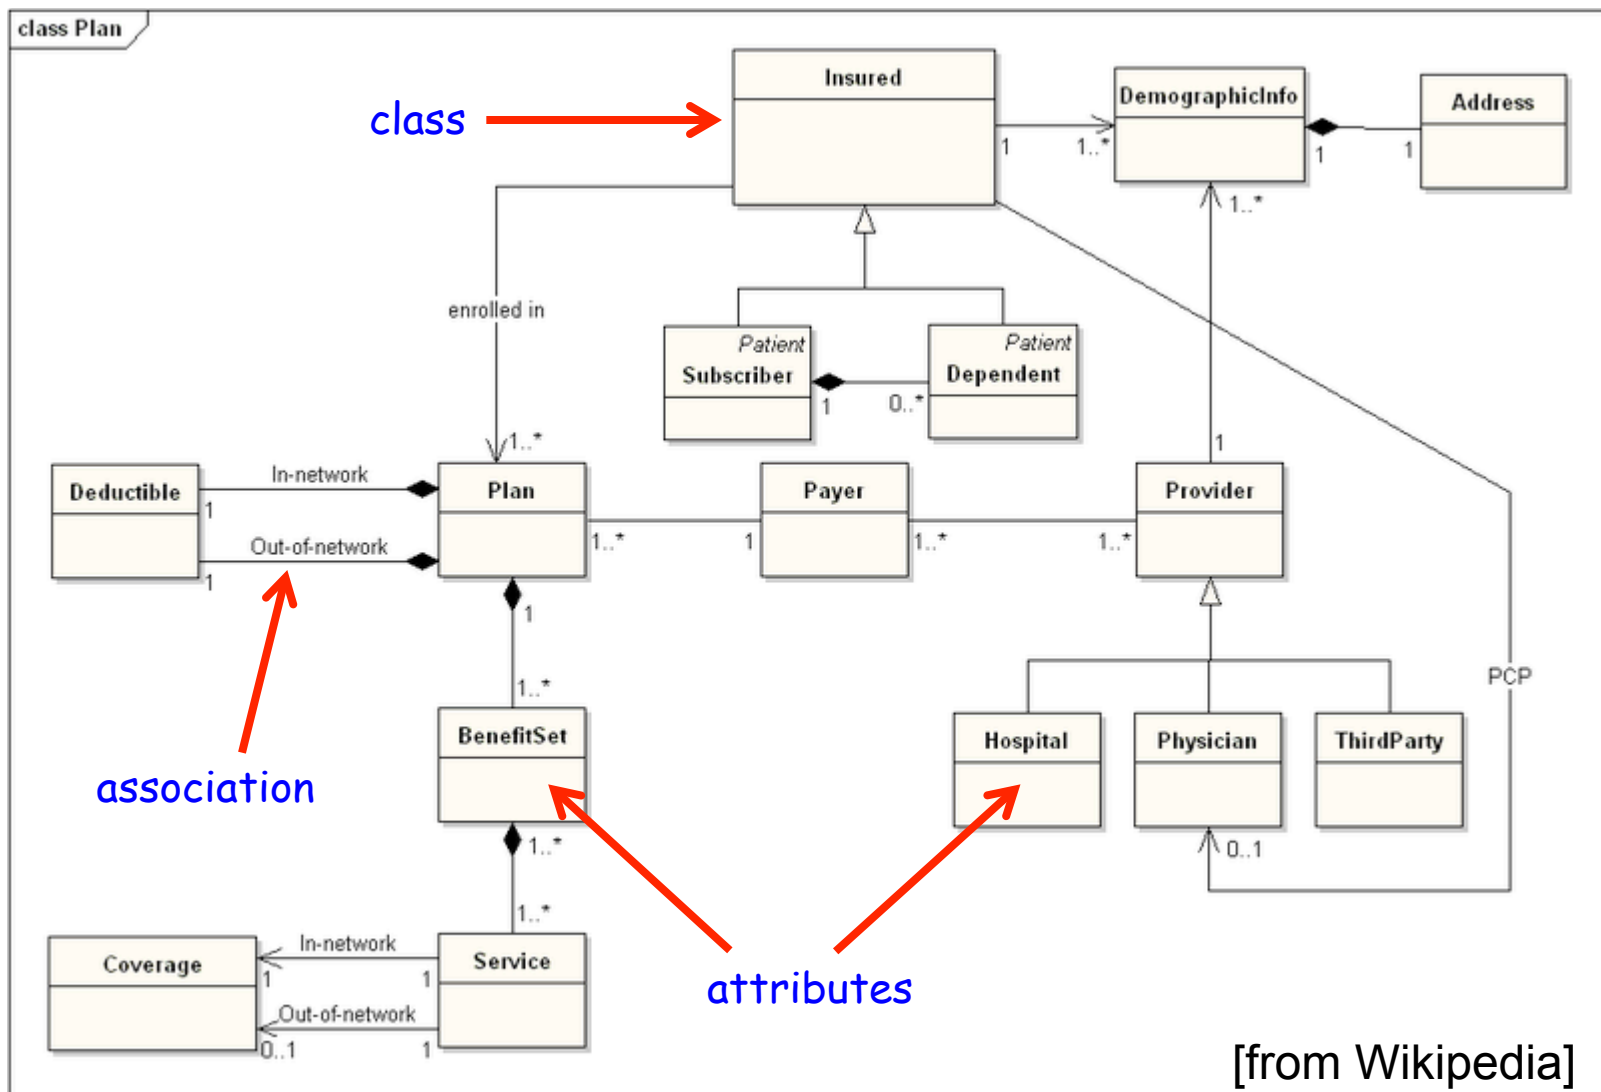 class Plan
Insured
DemographicInfo
Address
class
1
1..*
1
1
1..*
enrolled in
Patient
Subscriber
Patient
Dependent
1
0..*
1..*
1
Deductible
In-network
1
Plan
Payer
Provider
Out-of-network
1
1..*
1
1..*
1..*
1
1..*
PCP
BenefitSet
Hospital
Physician
ThirdParty
association
1..*
0..1
1..*
Coverage
In-network
1
1
Service
attributes
Out-of-network
0..1
1
[from Wikipedia]